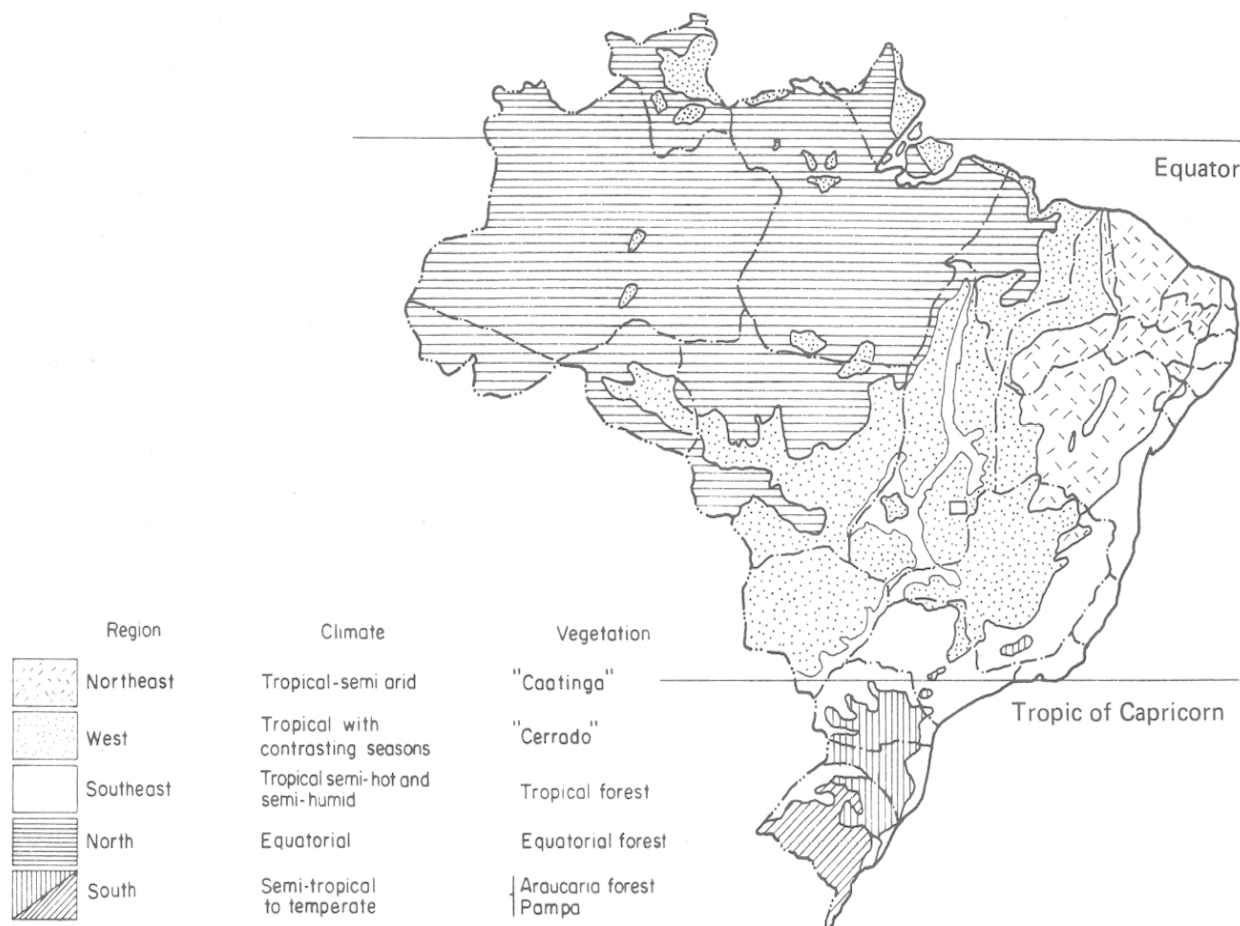 Equator
Tropic of Capricorn
Region Climate Vegetation
Northeast Tropical-semi arid "Caatinga"
West Tropical with contrasting seasons "Cerrado"
Southeast Tropical semi-hot and semi-humid Tropical forest
North Equatorial Equatorial forest
South Semi-tropical to temperate Araucaria forest
Pampa